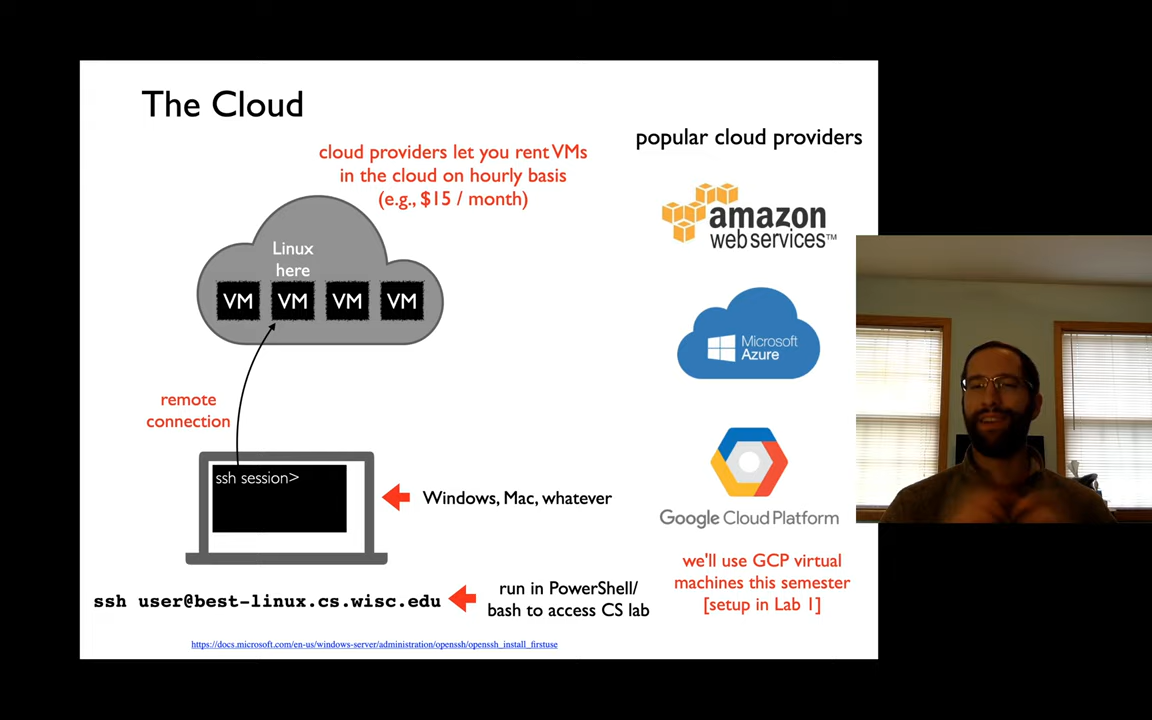 The Cloud
cloud providers let you rent VMs
in the cloud on hourly basis
(e.g., $15 / month)
Linux
here
VM VM VM VM
remote
connection
ssh session>
Windows, Mac, whatever
ssh user@best-linux.cs.wisc.edu
run in PowerShell/
bash to access CS lab
https://docs.microsoft.com/en-us/windows-server/administration/openssh/openssh_install_firstuse
popular cloud providers
amazon
web services™
Microsoft
Azure
Google Cloud Platform
we'll use GCP virtual
machines this semester
[setup in Lab 1]